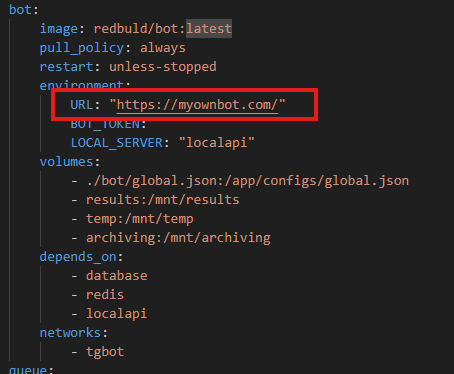 bot:
    image: redbuld/bot:latest
    pull_policy: always
    restart: unless-stopped
    environment:
        URL: "https://myownbot.com/"
        BOT_TOKEN:
        LOCAL_SERVER: "localapi"
    volumes:
        - ./bot/global.json:/app/configs/global.json
        - results:/mnt/results
        - temp:/mnt/temp
        - archiving:/mnt/archiving
    depends_on:
        - database
        - redis
        - localapi
    networks:
        - tgbot
queue: